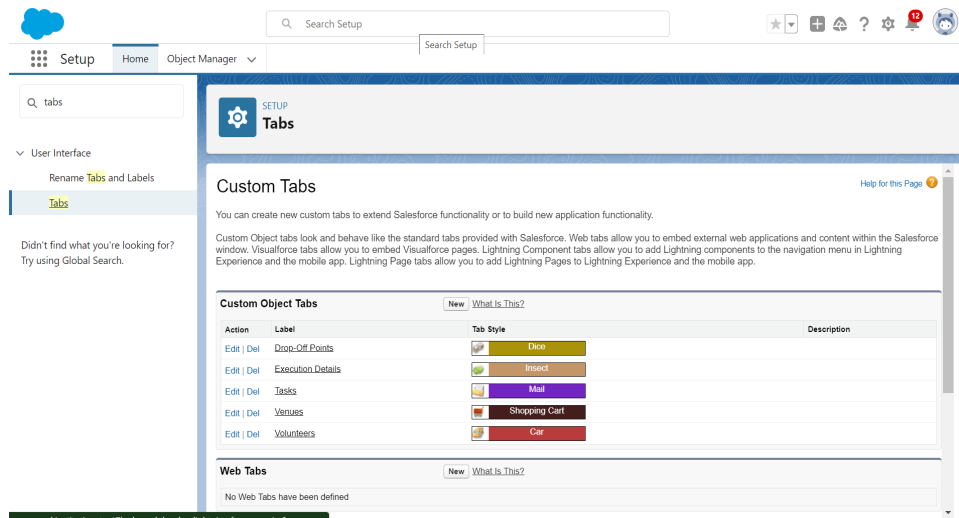 Search Setup
12
Search Setup
Setup
Home
Object Manager
tabs
SETUP
Tabs
User Interface
Rename Tabs and Labels
Tabs
Didn't find what you're looking for?
Try using Global Search.
Custom Tabs
Help for this Page
You can create new custom tabs to extend Salesforce functionality or to build new application functionality.
Custom Object tabs look and behave like the standard tabs provided with Salesforce. Web tabs allow you to embed external web applications and content within the Salesforce
window. Visualforce tabs allow you to embed Visualforce pages. Lightning Component tabs allow you to add Lightning components to the navigation menu in Lightning
Experience and the mobile app. Lightning Page tabs allow you to add Lightning Pages to Lightning Experience and the mobile app.
Custom Object Tabs New What Is This?
Action Label Tab Style Description
Edit | Del Drop-Off Points Dice
Edit | Del Execution Details Insect
Edit | Del Tasks Mail
Edit | Del Venues Shopping Cart
Edit | Del Volunteers Car
Web Tabs New What Is This?
No Web Tabs have been defined